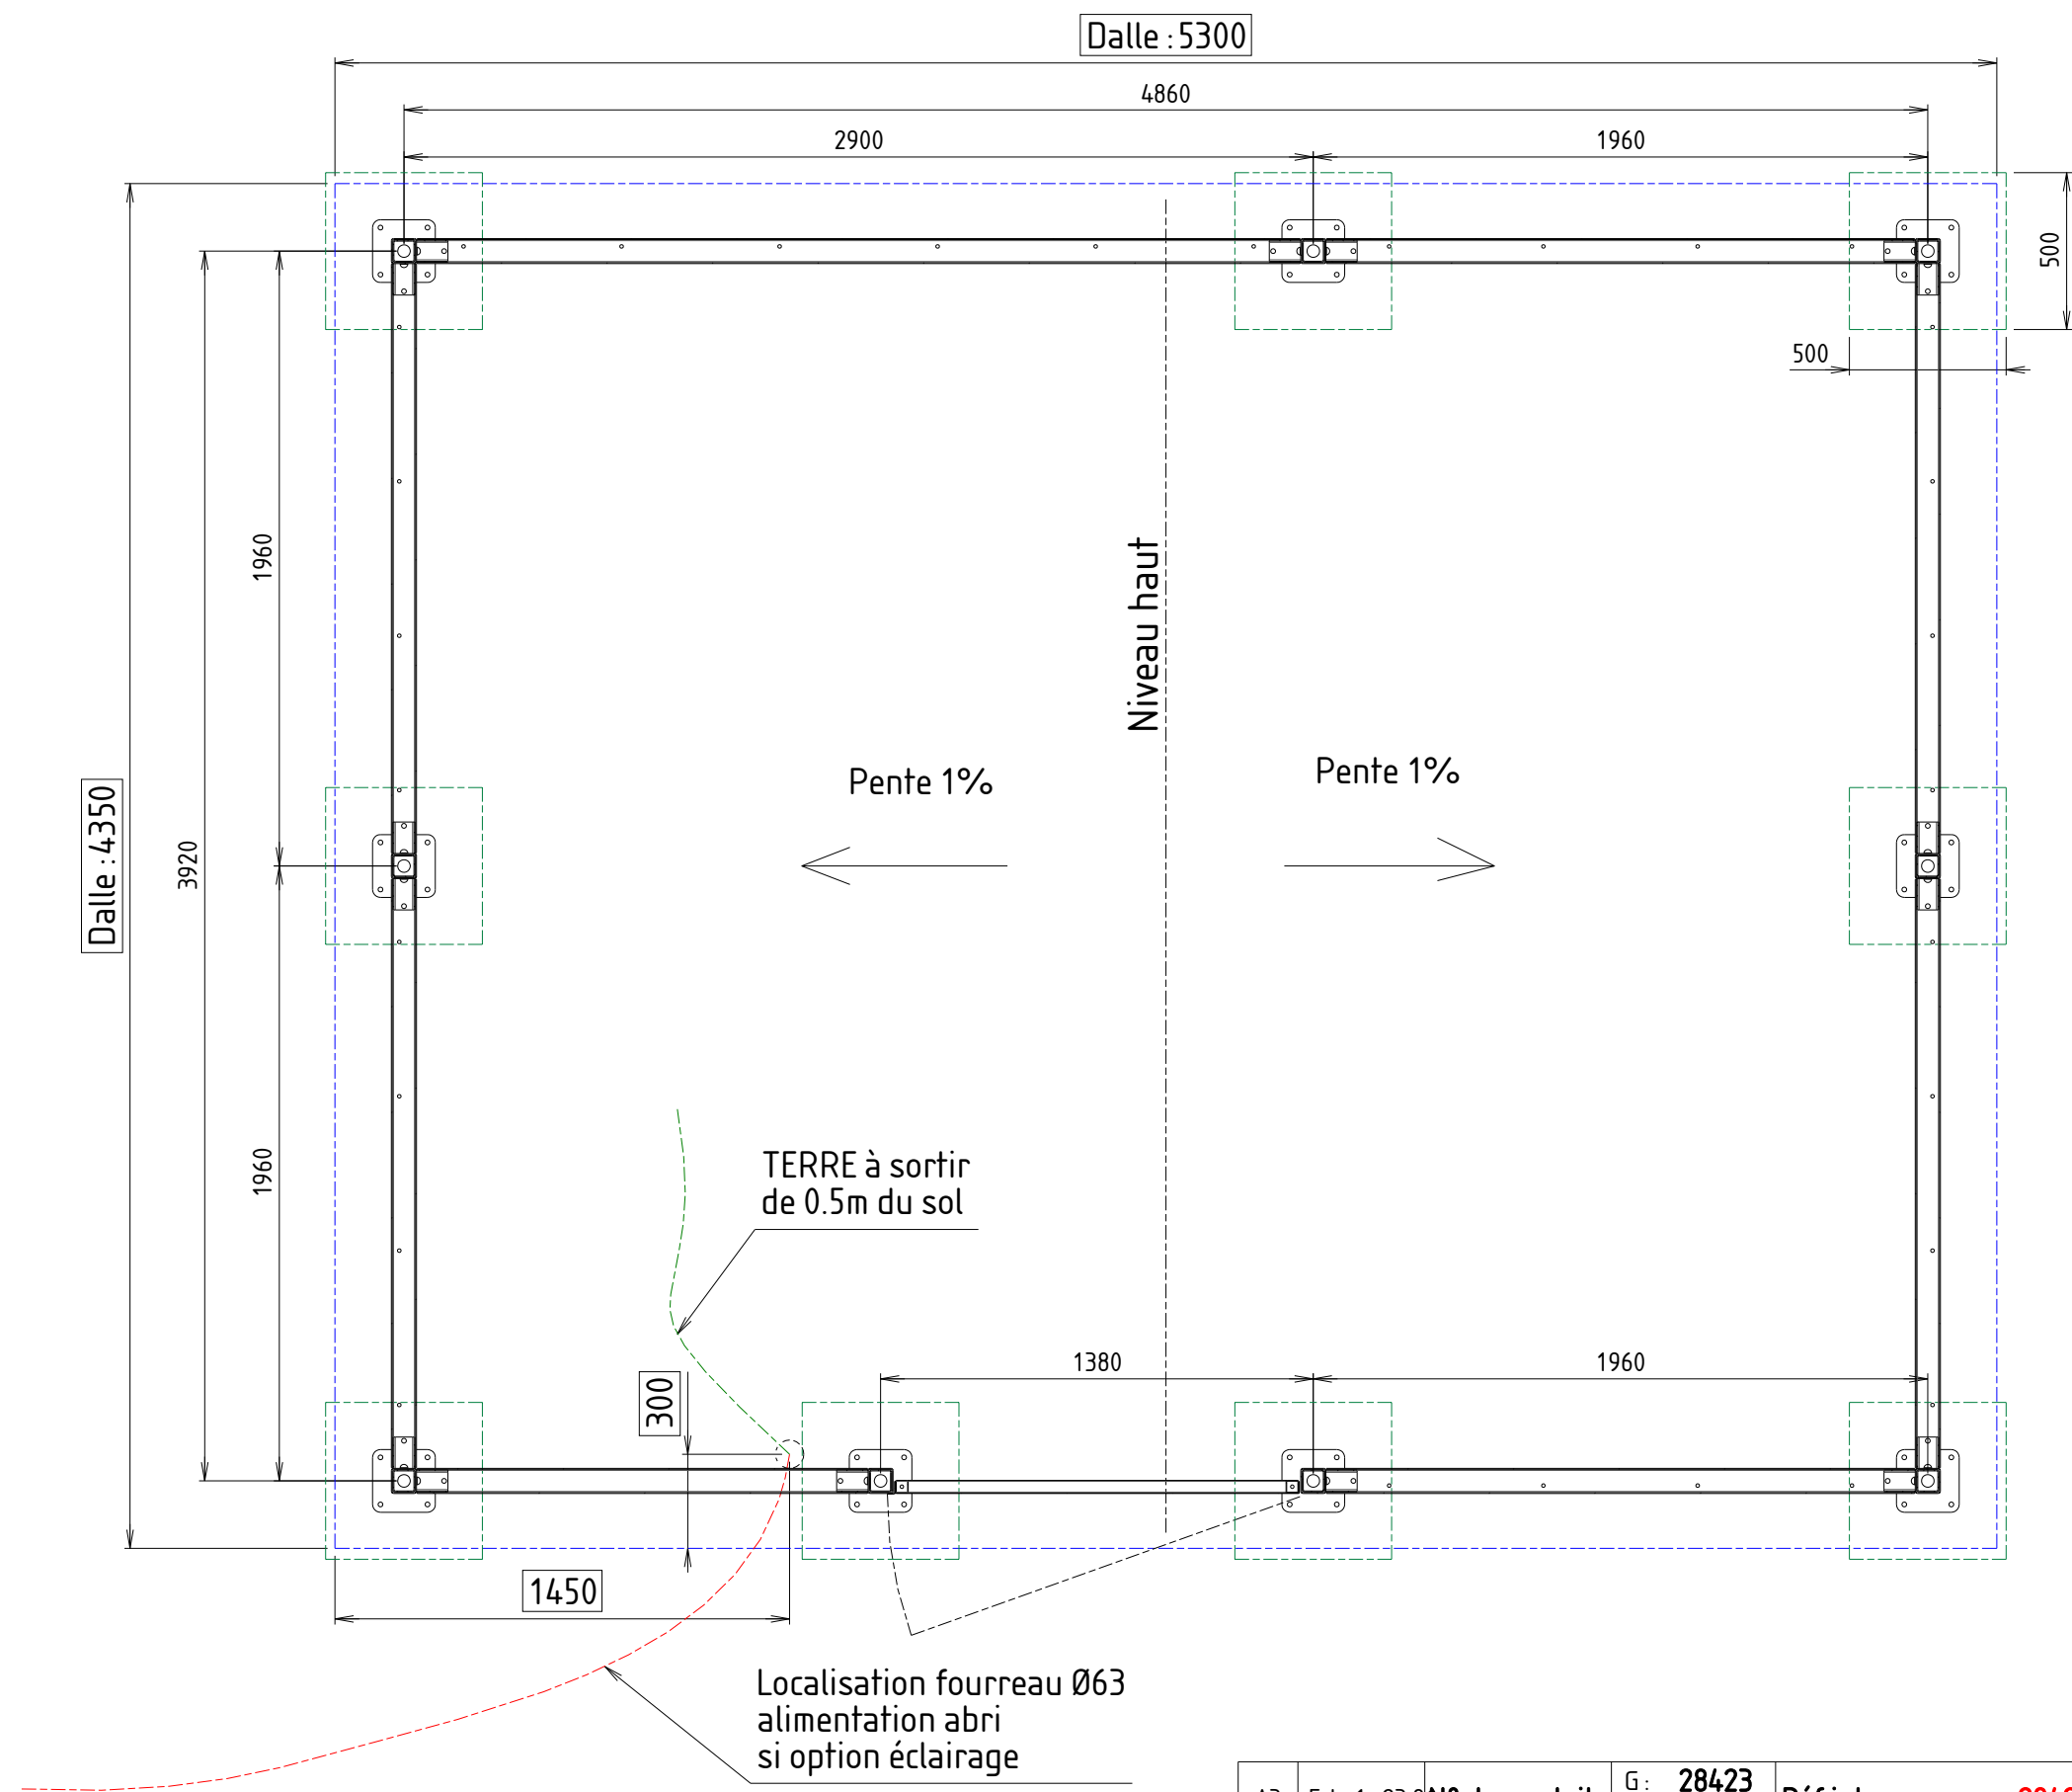 Dalle : 5300
4860
2900
1960
500
500
1960
Niveau haut
Pente 1%
Pente 1%
Dalle : 4350
3920
1960
TERRE à sortir
de 0.5m du sol
1380
1960
300
1450
Localisation fourreau Ø63
alimentation abri
si option éclairage
G : 28423